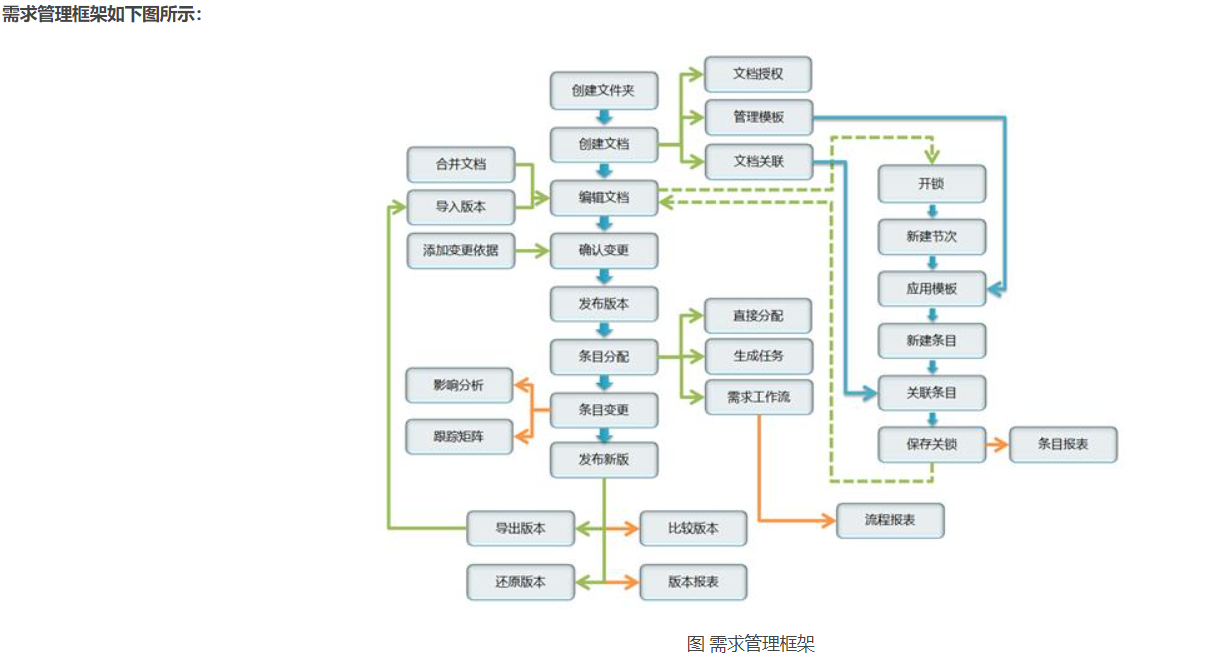 需求管理框架如下图所示：
创建文件夹
文档授权
管理模板
创建文档
合并文档
文档关联
开锁
编辑文档
导入版本
新建节次
添加变更依据
确认变更
应用模板
发布版本
直接分配
新建条目
条目分配
生成任务
影响分析
需求工作流
关联条目
条目变更
跟踪矩阵
保存关锁
条目报表
发布新版
导出版本
比较版本
流程报表
还原版本
版本报表
图 需求管理框架